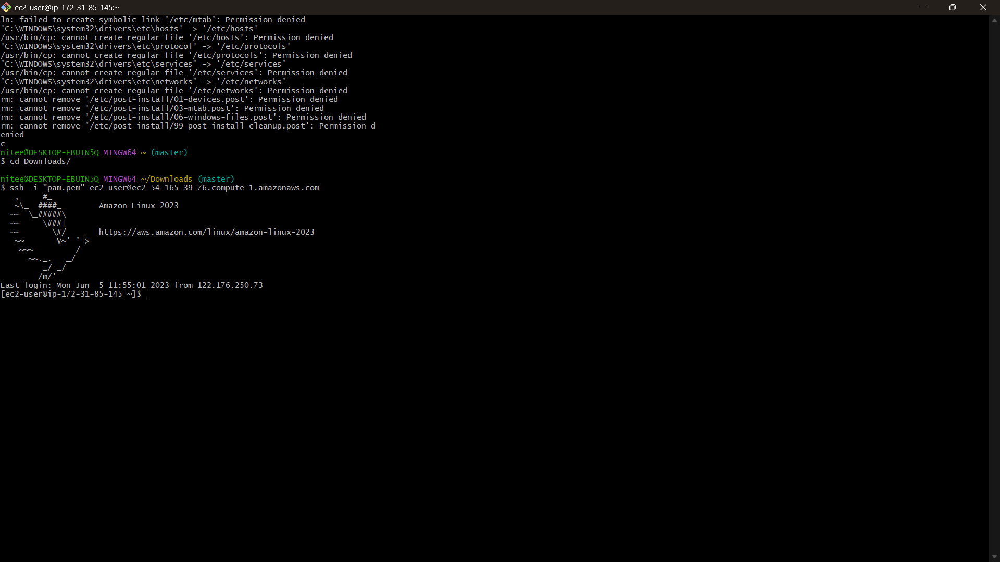 ec2-user@ip-172-31-85-145:~
ln: failed to create symbolic link '/etc/mtab': Permission denied
'C:\WINDOWS\system32\drivers\etc\hosts' -> '/etc/hosts'
/usr/bin/cp: cannot create regular file '/etc/hosts': Permission denied
'C:\WINDOWS\system32\drivers\etc\protocol' -> '/etc/protocols'
/usr/bin/cp: cannot create regular file '/etc/protocols': Permission denied
'C:\WINDOWS\system32\drivers\etc\services' -> '/etc/services'
/usr/bin/cp: cannot create regular file '/etc/services': Permission denied
'C:\WINDOWS\system32\drivers\etc\networks' -> '/etc/networks'
/usr/bin/cp: cannot create regular file '/etc/networks': Permission denied
rm: cannot remove '/etc/post-install/01-devices.post': Permission denied
rm: cannot remove '/etc/post-install/03-mtab.post': Permission denied
rm: cannot remove '/etc/post-install/06-windows-files.post': Permission denied
rm: cannot remove '/etc/post-install/99-post-install-cleanup.post': Permission d
enied
c
nitee@DESKTOP-EBUIN5Q MINGW64 ~ (master)
$ cd Downloads/

nitee@DESKTOP-EBUIN5Q MINGW64 ~/Downloads (master)
$ ssh -i "pam.pem" ec2-user@ec2-54-165-39-76.compute-1.amazonaws.com
   ,     #_
   ~\_  ####_        Amazon Linux 2023
  ~~  \_#####\
  ~~     \###|
  ~~       \#/ ___   https://aws.amazon.com/linux/amazon-linux-2023
   ~~       V~' '->
    ~~~         /
      ~~._.   _/
         _/ _/
       _/m/'
Last login: Mon Jun  5 11:55:01 2023 from 122.176.250.73
[ec2-user@ip-172-31-85-145 ~]$